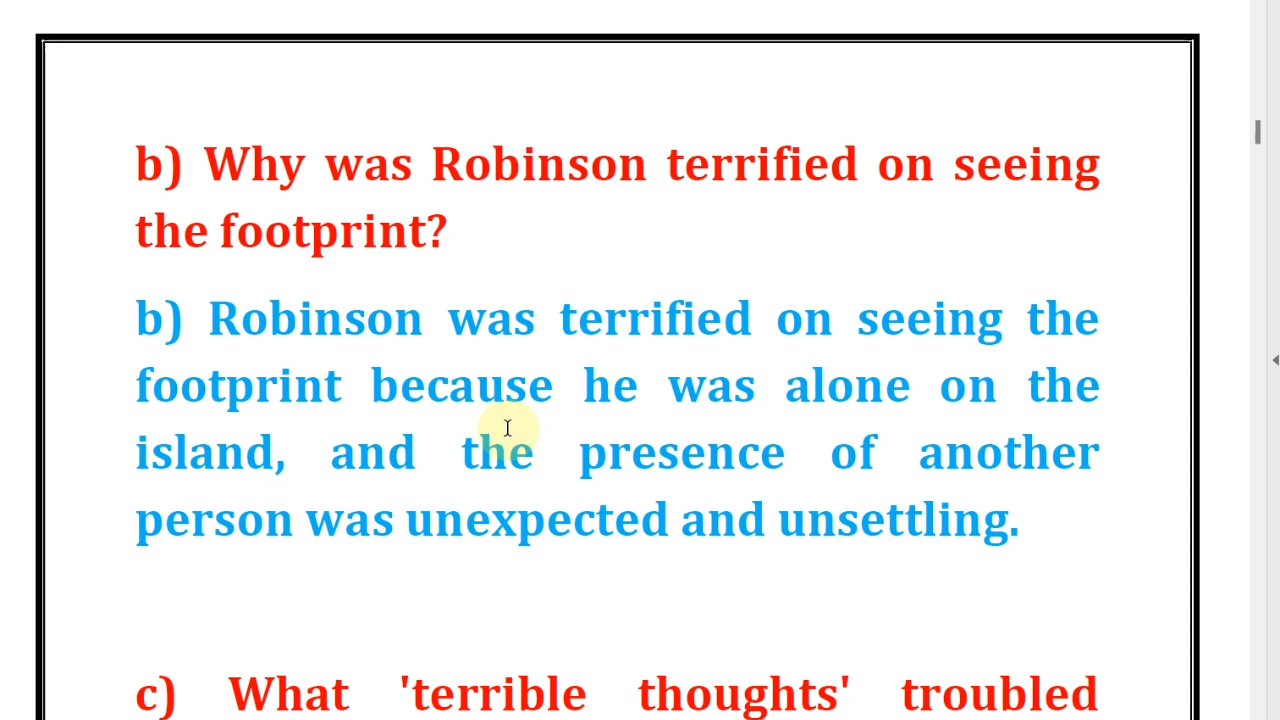 b) Why was Robinson terrified on seeing
the footprint?
b) Robinson was terrified on seeing the
footprint because he was alone on the
island, and the presence of another
person was unexpected and unsettling.
c) What 'terrible thoughts' troubled